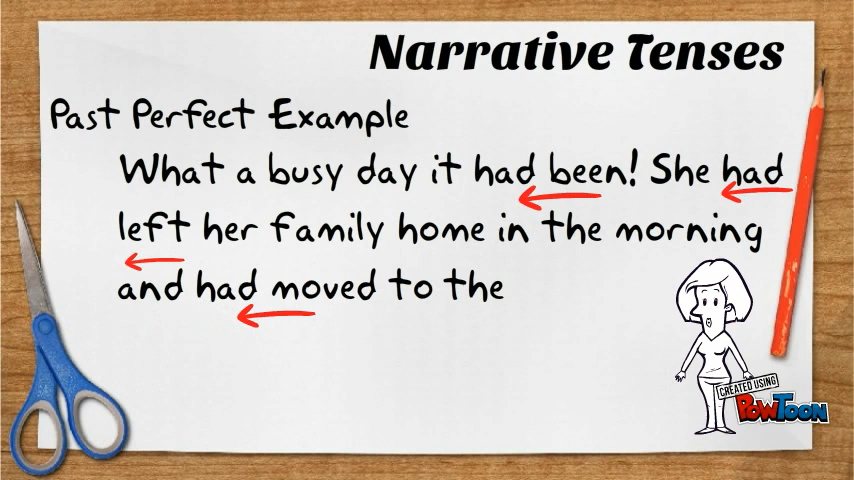 Narrative Tenses
Past Perfect Example
What a busy day it had been! She had
left her family home in the morning
and had moved to the
CREATED USING
POWTOON